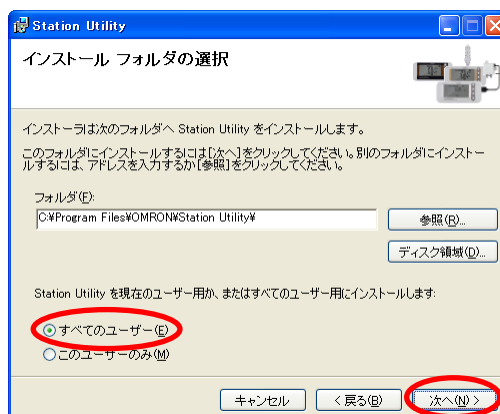 Station Utility
インストール フォルダの選択
インストーラは次のフォルダへ Station Utility をインストールします。
このフォルダにインストールするには[次へ]をクリックしてください。別のフォルダにインストー
ルするには、アドレスを入力するか[参照]をクリックしてください。
フォルダ(F):
C:¥Program Files¥OMRON¥Station Utility¥
参照(R)...
ディスク領域(D)...
Station Utility を現在のユーザー用か、またはすべてのユーザー用にインストールします:
すべてのユーザー(E)
このユーザーのみ(M)
キャンセル
< 戻る(B)
次へ(N) >